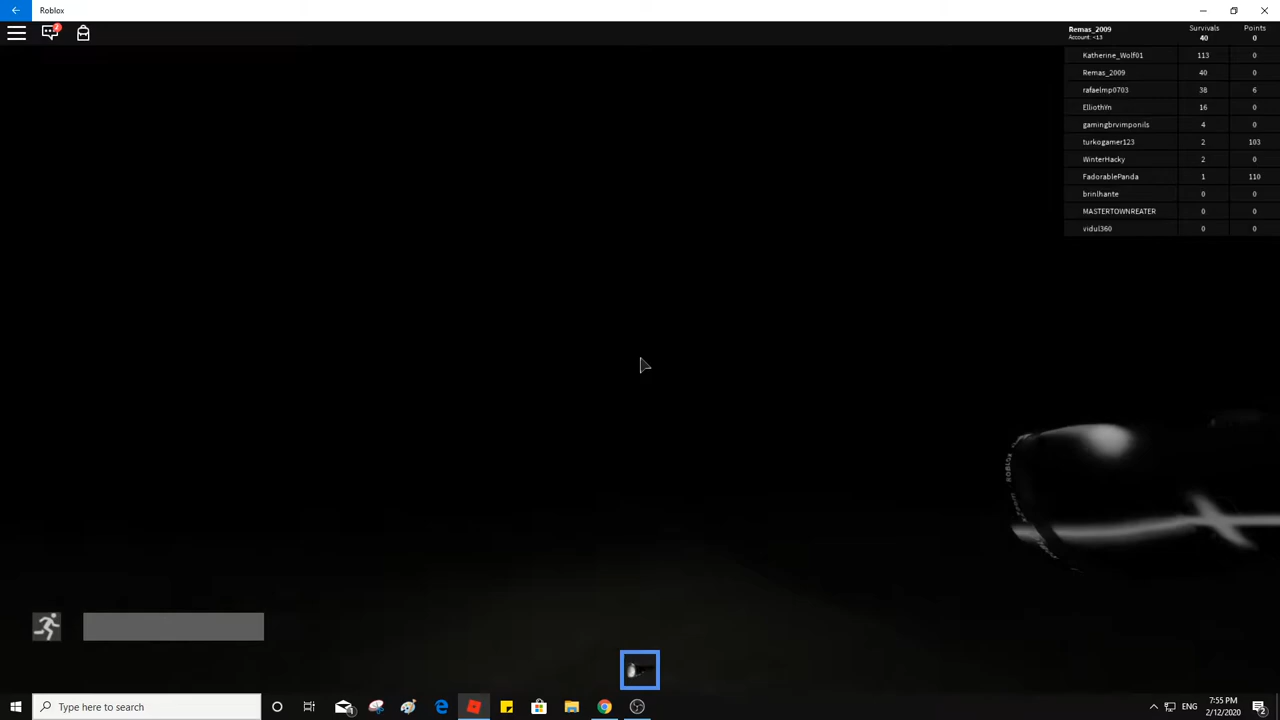 Roblox
Remas_2009 Survivals Points
Account: <13 40 0
Katherine_Wolf01 113 0
Remas_2009 40 0
rafaelmp0703 38 6
ElliothYn 16 0
gamingbrvimponils 4 0
turkogamer123 2 103
WinterHacky 2 0
FadorablePanda 1 110
brinlhante 0 0
MASTERTOWNREATER 0 0
vidul360 0 0
ROBLOX
Type here to search
ENG
7:55 PM
2/12/2020